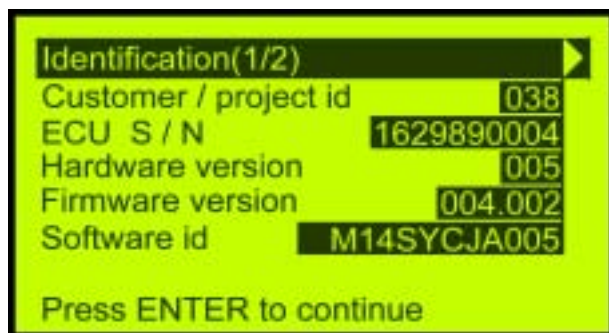 Identification(1/2)
Customer / project id 038
ECU S / N 1629890004
Hardware version 005
Firmware version 004.002
Software id M14SYCJA005
Press ENTER to continue